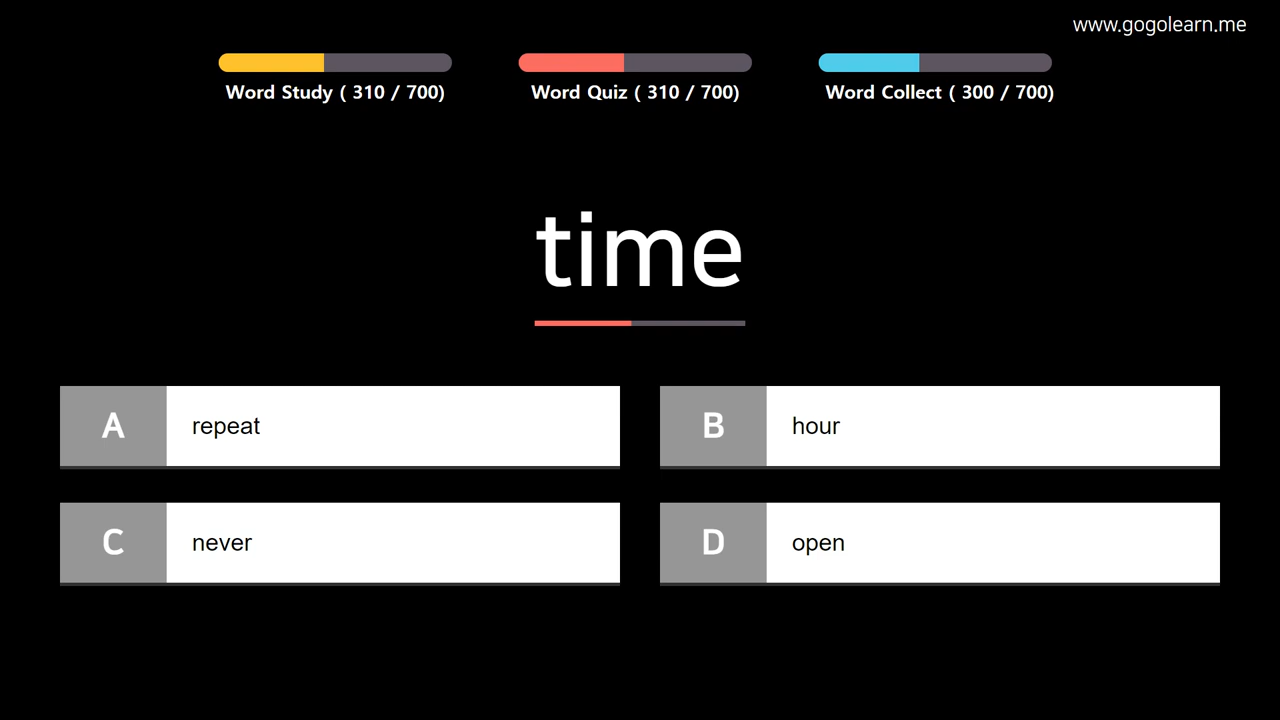 www.gogolearn.me
Word Study ( 310 / 700)
Word Quiz ( 310 / 700)
Word Collect ( 300 / 700)
time
A
repeat
B
hour
C
never
D
open